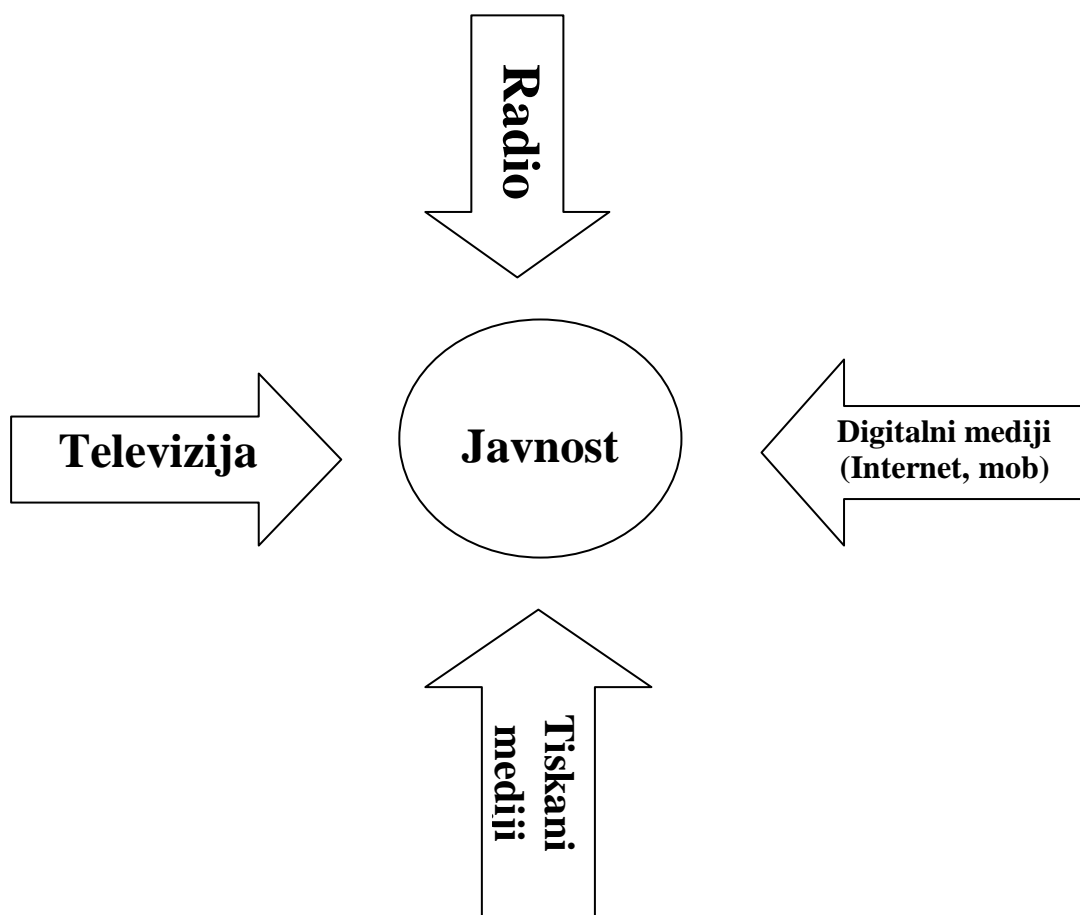 Radio
Televizija
Javnost
Digitalni mediji
(Internet, mob)
Tiskani
mediji